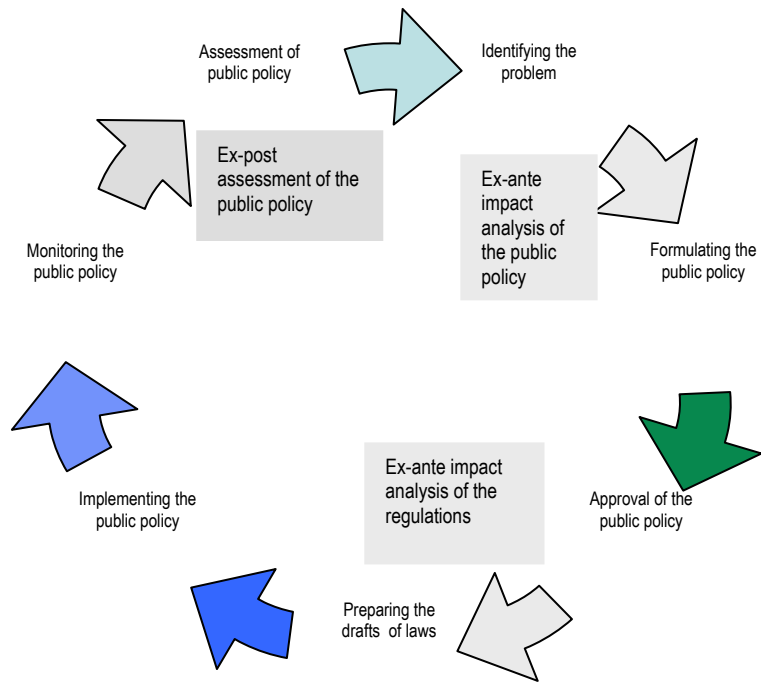 Assessment of
public policy
Identifying the
problem
Ex-post
assessment of the
public policy
Ex-ante
impact
analysis of
the public
policy
Monitoring the
public policy
Formulating the
public policy
Ex-ante impact
analysis of the
regulations
Implementing the
public policy
Approval of the
public policy
Preparing the
drafts of laws